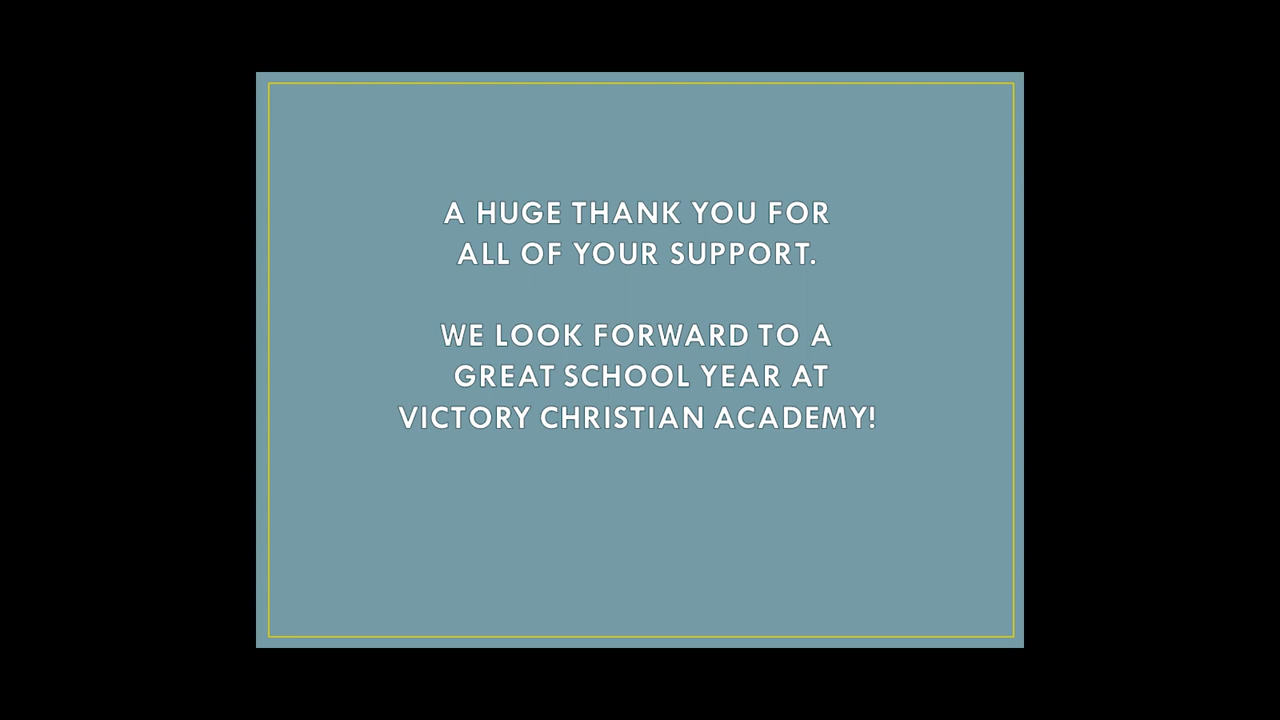 A HUGE THANK YOU FOR
ALL OF YOUR SUPPORT.
WE LOOK FORWARD TO A
GREAT SCHOOL YEAR AT
VICTORY CHRISTIAN ACADEMY!